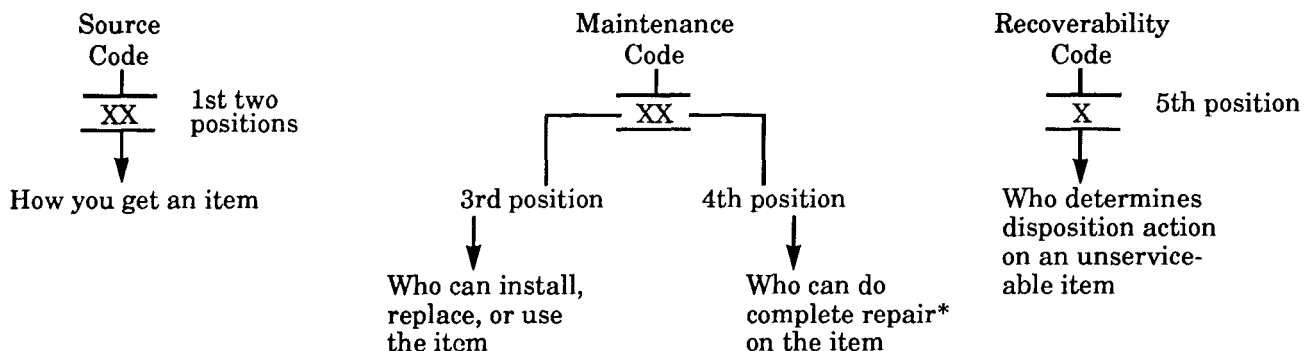 Source
Code
XX
1st two
positions
How you get an item
Maintenance
Code
XX
3rd position
4th position
Who can install,
replace, or use
the item
Who can do
complete repair*
on the item
Recoverability
Code
X
5th position
Who determines
disposition action
on an unservice-
able item